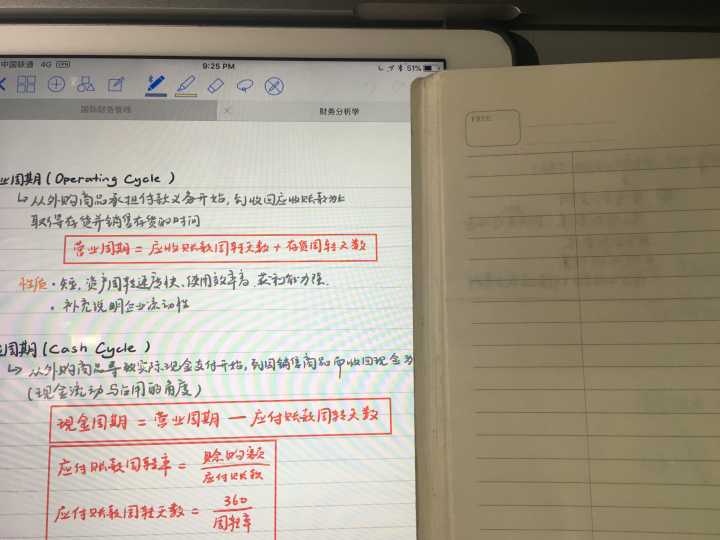 中国联通 4G VPN
9:25 PM
51%
国际财务管理
财务分析学
业周期 (Operating Cycle)
↳ 从外购商品承担付款义务开始, 到收回应收账款为止
取得存货并销售存货的时间
营业周期 = 应收账款周转天数 + 存货周转天数
性质 · 短, 资产周转速度快、使用效率高、获利能力强.
· 补充说明企业流动性
周期 (Cash Cycle)
↳ 从外购商品导致实际现金支付开始, 到因销售商品而收回现金为
(现金流动与占用的角度)
现金周期 = 营业周期 — 应付账款周转天数
应付账款周转率 = 赊购额 / 应付账款
应付账款周转天数 = 360 / 周转率